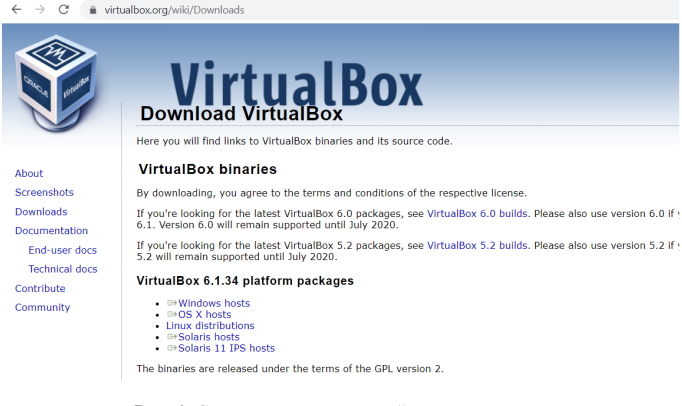 virtualbox.org/wiki/Downloads
ORACLE
VM
VirtualBox
VirtualBox
Download VirtualBox
Here you will find links to VirtualBox binaries and its source code.
About
Screenshots
Downloads
Documentation
End-user docs
Technical docs
Contribute
Community
VirtualBox binaries
By downloading, you agree to the terms and conditions of the respective license.
If you're looking for the latest VirtualBox 6.0 packages, see VirtualBox 6.0 builds. Please also use version 6.0 if
6.1. Version 6.0 will remain supported until July 2020.
If you're looking for the latest VirtualBox 5.2 packages, see VirtualBox 5.2 builds. Please also use version 5.2 if
5.2 will remain supported until July 2020.
VirtualBox 6.1.34 platform packages
Windows hosts
OS X hosts
Linux distributions
Solaris hosts
Solaris 11 IPS hosts
The binaries are released under the terms of the GPL version 2.